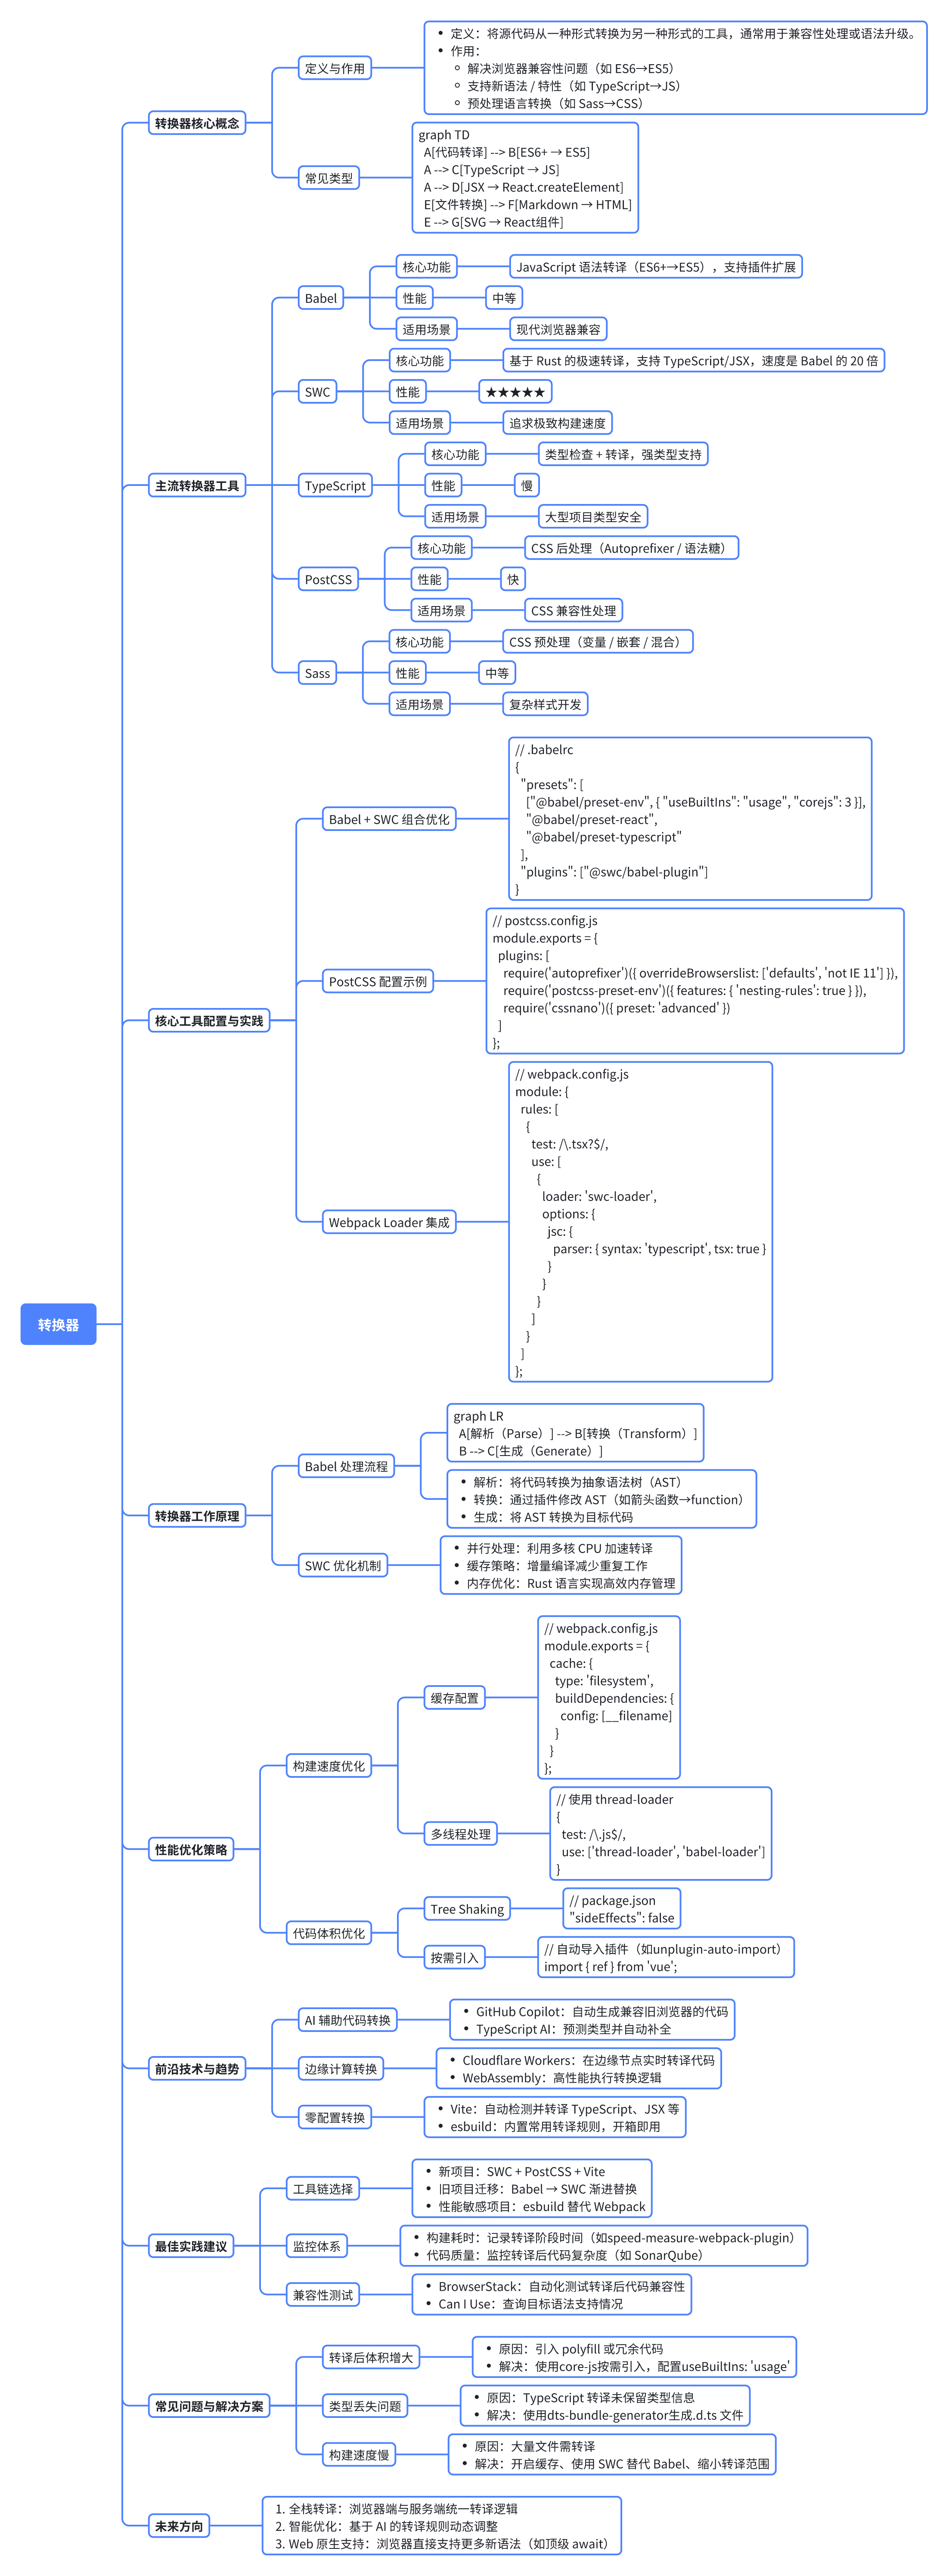 转换器
转换器核心概念
定义与作用
• 定义：将源代码从一种形式转换为另一种形式的工具，通常用于兼容性处理或语法升级。
• 作用：
◦ 解决浏览器兼容性问题（如 ES6→ES5）
◦ 支持新语法 / 特性（如 TypeScript→JS）
◦ 预处理语言转换（如 Sass→CSS）
常见类型
graph TD
A[代码转译] --> B[ES6+ → ES5]
A --> C[TypeScript → JS]
A --> D[JSX → React.createElement]
E[文件转换] --> F[Markdown → HTML]
E --> G[SVG → React组件]
主流转换器工具
Babel
核心功能
JavaScript 语法转译（ES6+→ES5），支持插件扩展
性能
中等
适用场景
现代浏览器兼容
SWC
核心功能
基于 Rust 的极速转译，支持 TypeScript/JSX，速度是 Babel 的 20 倍
性能
★★★★★
适用场景
追求极致构建速度
TypeScript
核心功能
类型检查 + 转译，强类型支持
性能
慢
适用场景
大型项目类型安全
PostCSS
核心功能
CSS 后处理（Autoprefixer / 语法糖）
性能
快
适用场景
CSS 兼容性处理
Sass
核心功能
CSS 预处理（变量 / 嵌套 / 混合）
性能
中等
适用场景
复杂样式开发
核心工具配置与实践
Babel + SWC 组合优化
// .babelrc
{
"presets": [
["@babel/preset-env", { "useBuiltIns": "usage", "corejs": 3 }],
"@babel/preset-react",
"@babel/preset-typescript"
],
"plugins": ["@swc/babel-plugin"]
}
PostCSS 配置示例
// postcss.config.js
module.exports = {
plugins: [
require('autoprefixer')({ overrideBrowserslist: ['defaults', 'not IE 11'] }),
require('postcss-preset-env')({ features: { 'nesting-rules': true } }),
require('cssnano')({ preset: 'advanced' })
]
};
Webpack Loader 集成
// webpack.config.js
module: {
rules: [
{
test: /\.tsx?$/,
use: [
{
loader: 'swc-loader',
options: {
jsc: {
parser: { syntax: 'typescript', tsx: true }
}
}
}
]
}
]
};
转换器工作原理
Babel 处理流程
graph LR
A[解析（Parse）] --> B[转换（Transform）]
B --> C[生成（Generate）]
• 解析：将代码转换为抽象语法树（AST）
• 转换：通过插件修改 AST（如箭头函数→function）
• 生成：将 AST 转换为目标代码
SWC 优化机制
• 并行处理：利用多核 CPU 加速转译
• 缓存策略：增量编译减少重复工作
• 内存优化：Rust 语言实现高效内存管理
性能优化策略
构建速度优化
缓存配置
// webpack.config.js
module.exports = {
cache: {
type: 'filesystem',
buildDependencies: {
config: [__filename]
}
}
};
多线程处理
// 使用 thread-loader
{
test: /\.js$/,
use: ['thread-loader', 'babel-loader']
}
代码体积优化
Tree Shaking
// package.json
"sideEffects": false
按需引入
// 自动导入插件（如unplugin-auto-import）
import { ref } from 'vue';
前沿技术与趋势
AI 辅助代码转换
• GitHub Copilot：自动生成兼容旧浏览器的代码
• TypeScript AI：预测类型并自动补全
边缘计算转换
• Cloudflare Workers：在边缘节点实时转译代码
• WebAssembly：高性能执行转换逻辑
零配置转换
• Vite：自动检测并转译 TypeScript、JSX 等
• esbuild：内置常用转译规则，开箱即用
最佳实践建议
工具链选择
• 新项目：SWC + PostCSS + Vite
• 旧项目迁移：Babel → SWC 渐进替换
• 性能敏感项目：esbuild 替代 Webpack
监控体系
• 构建耗时：记录转译阶段时间（如speed-measure-webpack-plugin）
• 代码质量：监控转译后代码复杂度（如 SonarQube）
兼容性测试
• BrowserStack：自动化测试转译后代码兼容性
• Can I Use：查询目标语法支持情况
常见问题与解决方案
转译后体积增大
• 原因：引入 polyfill 或冗余代码
• 解决：使用core-js按需引入，配置useBuiltIns: 'usage'
类型丢失问题
• 原因：TypeScript 转译未保留类型信息
• 解决：使用dts-bundle-generator生成.d.ts 文件
构建速度慢
• 原因：大量文件需转译
• 解决：开启缓存、使用 SWC 替代 Babel、缩小转译范围
未来方向
1. 全栈转译：浏览器端与服务端统一转译逻辑
2. 智能优化：基于 AI 的转译规则动态调整
3. Web 原生支持：浏览器直接支持更多新语法（如顶级 await）